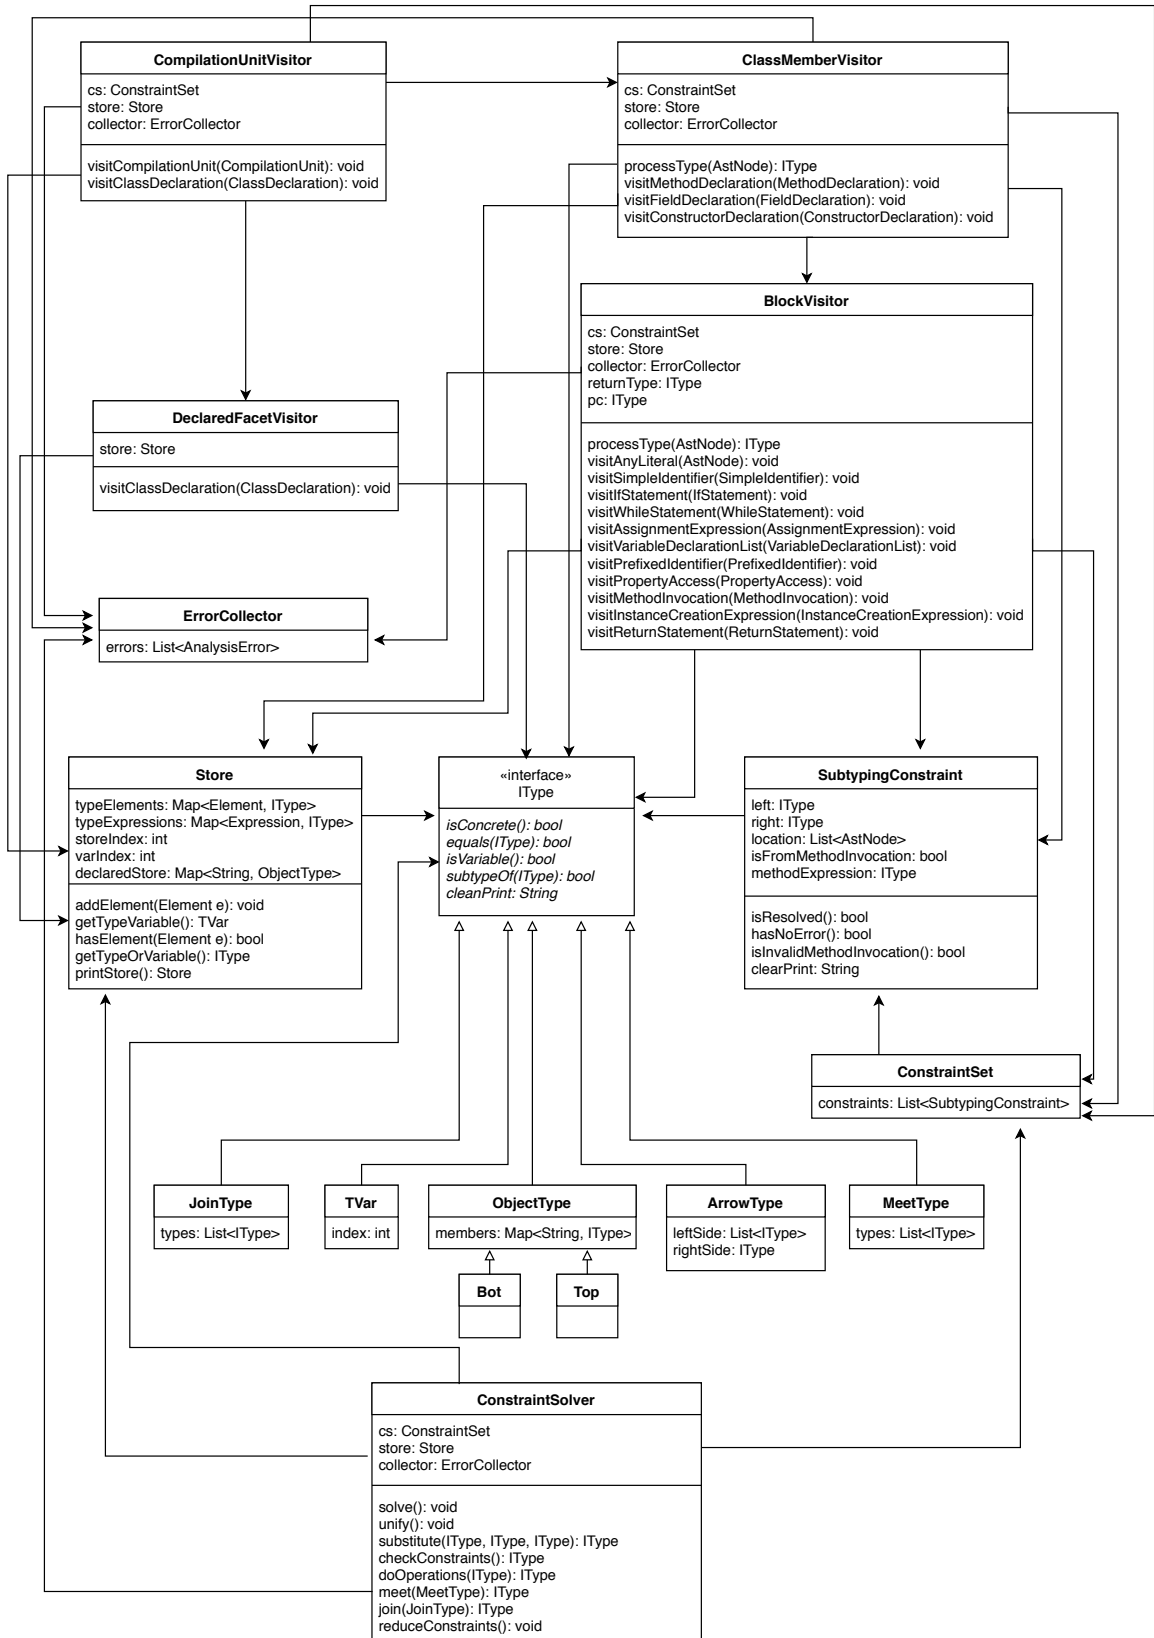 CompilationUnitVisitor
cs: ConstraintSet
store: Store
collector: ErrorCollector
visitCompilationUnit(CompilationUnit): void
visitClassDeclaration(ClassDeclaration): void
ClassMemberVisitor
cs: ConstraintSet
store: Store
collector: ErrorCollector
processType(AstNode): IType
visitMethodDeclaration(MethodDeclaration): void
visitFieldDeclaration(FieldDeclaration): void
visitConstructorDeclaration(ConstructorDeclaration): void
BlockVisitor
cs: ConstraintSet
store: Store
collector: ErrorCollector
returnType: IType
pc: IType
processType(AstNode): IType
visitAnyLiteral(AstNode): void
visitSimpleIdentifier(SimpleIdentifier): void
visitIfStatement(IfStatement): void
visitWhileStatement(WhileStatement): void
visitAssignmentExpression(AssignmentExpression): void
visitVariableDeclarationList(VariableDeclarationList): void
visitPrefixedIdentifier(PrefixedIdentifier): void
visitPropertyAccess(PropertyAccess): void
visitMethodInvocation(MethodInvocation): void
visitInstanceCreationExpression(InstanceCreationExpression): void
visitReturnStatement(ReturnStatement): void
DeclaredFacetVisitor
store: Store
visitClassDeclaration(ClassDeclaration): void
ErrorCollector
errors: List<AnalysisError>
Store
typeElements: Map<Element, IType>
typeExpressions: Map<Expression, IType>
storeIndex: int
varIndex: int
declaredStore: Map<String, ObjectType>
addElement(Element e): void
getTypeVariable(): TVar
hasElement(Element e): bool
getTypeOrVariable(): IType
printStore(): Store
«interface»
IType
isConcrete(): bool
equals(IType): bool
isVariable(): bool
subtypeOf(IType): bool
cleanPrint: String
SubtypingConstraint
left: IType
right: IType
location: List<AstNode>
isFromMethodInvocation: bool
methodExpression: IType
isResolved(): bool
hasNoError(): bool
isInvalidMethodInvocation(): bool
clearPrint: String
ConstraintSet
constraints: List<SubtypingConstraint>
JoinType
types: List<IType>
TVar
index: int
ObjectType
members: Map<String, IType>
ArrowType
leftSide: List<IType>
rightSide: IType
MeetType
types: List<IType>
Bot
Top
ConstraintSolver
cs: ConstraintSet
store: Store
collector: ErrorCollector
solve(): void
unify(): void
substitute(IType, IType, IType): IType
checkConstraints(): IType
doOperations(IType): IType
meet(MeetType): IType
join(JoinType): IType
reduceConstraints(): void